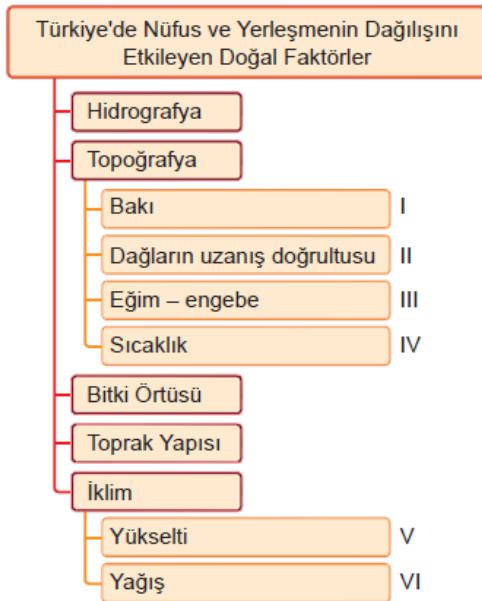 Türkiye'de Nüfus ve Yerleşmenin Dağılışını
Etkileyen Doğal Faktörler
Hidrografya
Topoğrafya
Bakı I
Dağların uzanış doğrultusu II
Eğim – engebe III
Sıcaklık IV
Bitki Örtüsü
Toprak Yapısı
İklim
Yükselti V
Yağış VI